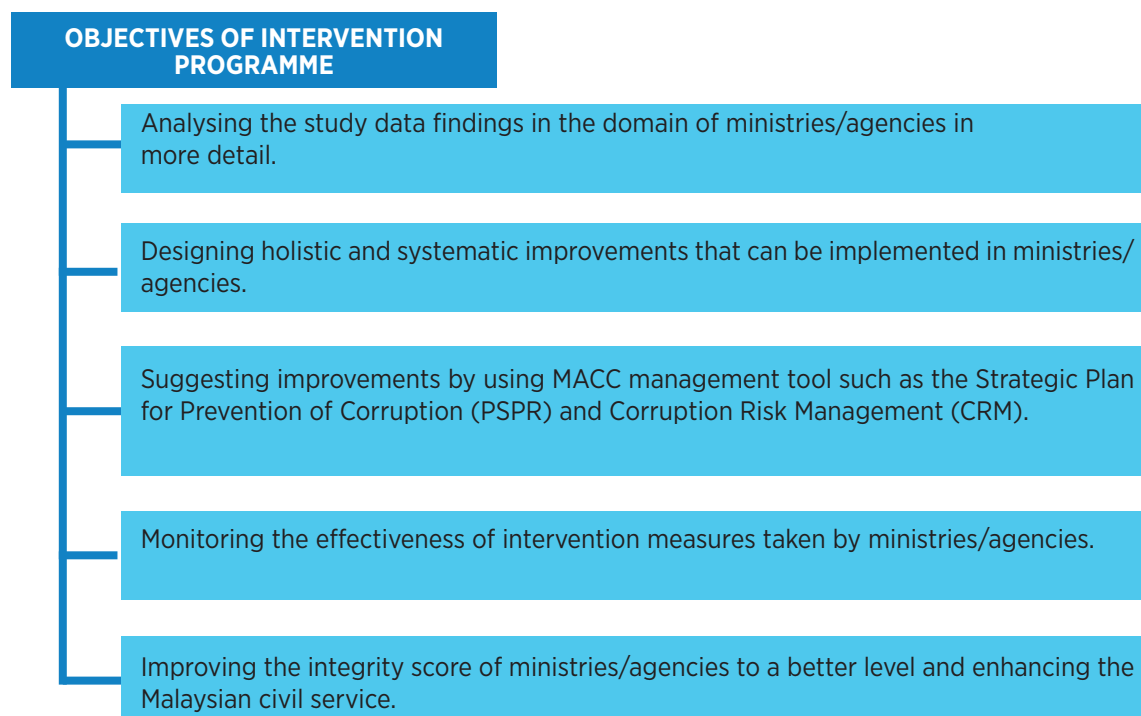 OBJECTIVES OF INTERVENTION
PROGRAMME
Analysing the study data findings in the domain of ministries/agencies in
more detail.
Designing holistic and systematic improvements that can be implemented in ministries/
agencies.
Suggesting improvements by using MACC management tool such as the Strategic Plan
for Prevention of Corruption (PSPR) and Corruption Risk Management (CRM).
Monitoring the effectiveness of intervention measures taken by ministries/agencies.
Improving the integrity score of ministries/agencies to a better level and enhancing the
Malaysian civil service.